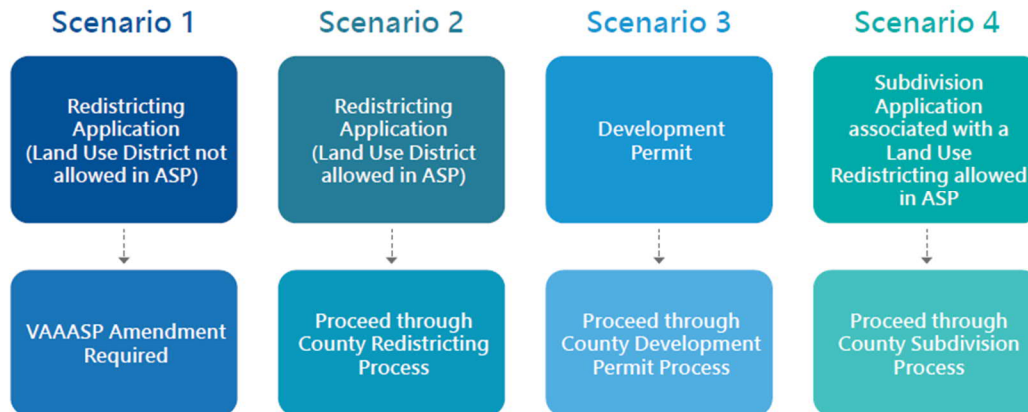 Scenario 1
Scenario 2
Scenario 3
Scenario 4
Redistricting
Application
(Land Use District not
allowed in ASP)
Redistricting
Application
(Land Use District
allowed in ASP)
Development
Permit
Subdivision
Application
associated with a
Land Use
Redistricting allowed
in ASP
VAAASP Amendment
Required
Proceed through
County Redistricting
Process
Proceed through
County Development
Permit Process
Proceed through
County Subdivision
Process